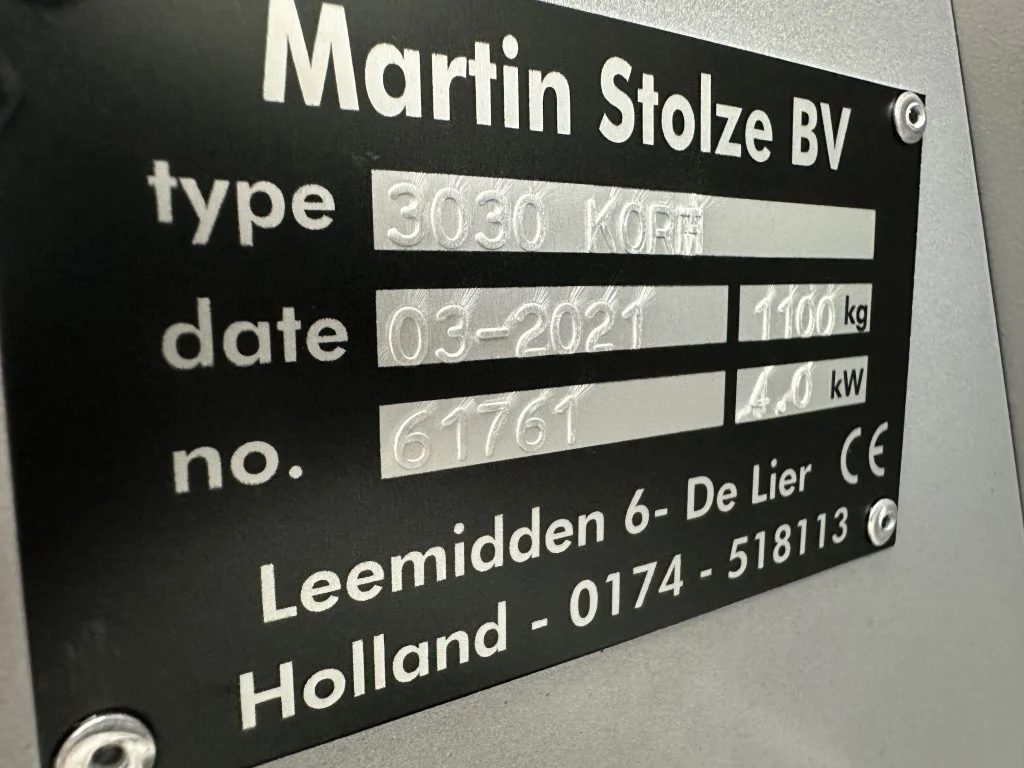 Martin Stolze BV
type 3030
date 03-2021 1100 kg
no. 61761 4.0 kW
Leemidden 6- De Lier CE
Holland - 0174 - 518113